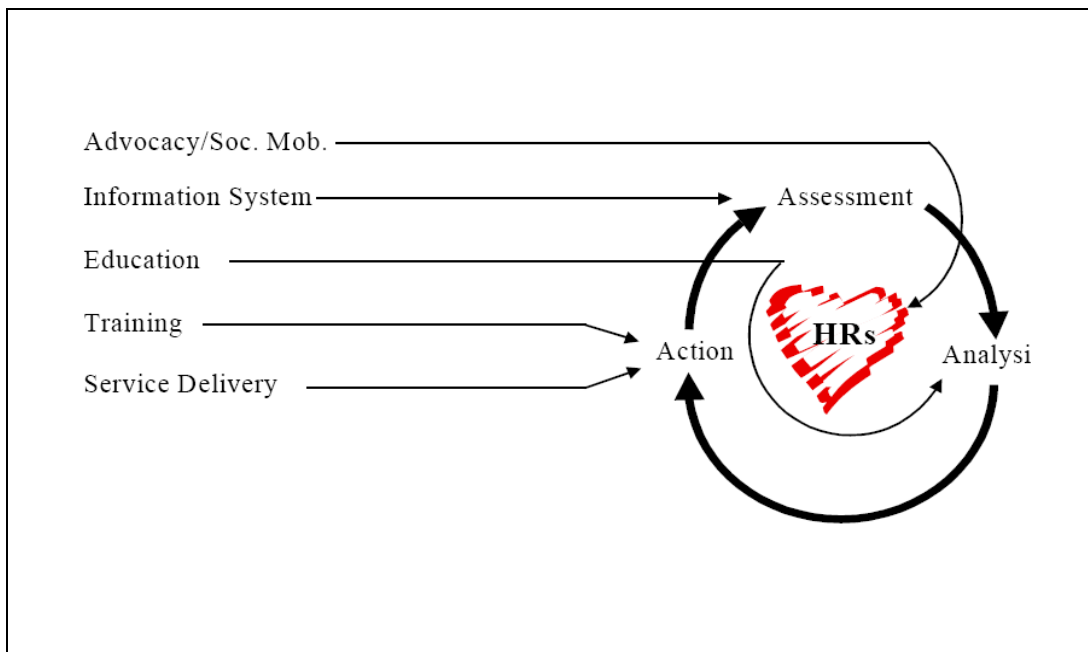 Advocacy/Soc. Mob.
Information System
Assessment
Education
Training
HRs
Action
Analysi
Service Delivery